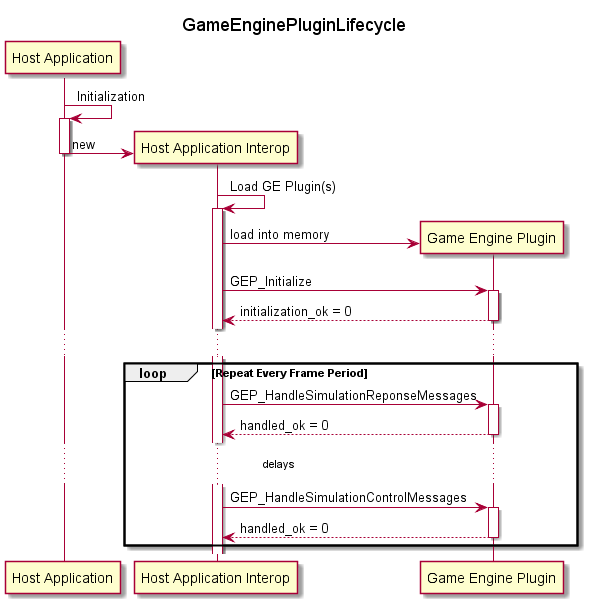 GameEnginePluginLifecycle
Host Application
Initialization
new
Host Application Interop
Load GE Plugin(s)
load into memory
Game Engine Plugin
GEP_Initialize
initialization_ok = 0
loop [Repeat Every Frame Period]
GEP_HandleSimulationReponseMessages
handled_ok = 0
delays
GEP_HandleSimulationControlMessages
handled_ok = 0
Host Application Host Application Interop Game Engine Plugin